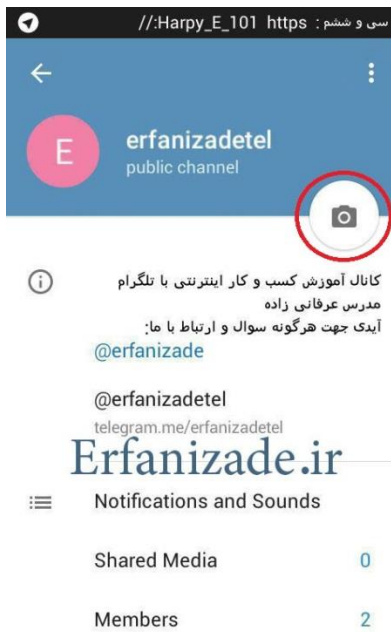 سی و ششم : Harpy_E_101 https://:
E
erfanizadetel
public channel
کانال آموزش کسب و کار اینترنتی با تلگرام
مدرس عرفانی زاده
آیدی جهت هرگونه سوال و ارتباط با ما:
@erfanizade
@erfanizadetel
telegram.me/erfanizadetel
Erfanizade.ir
Notifications and Sounds
Shared Media 0
Members 2